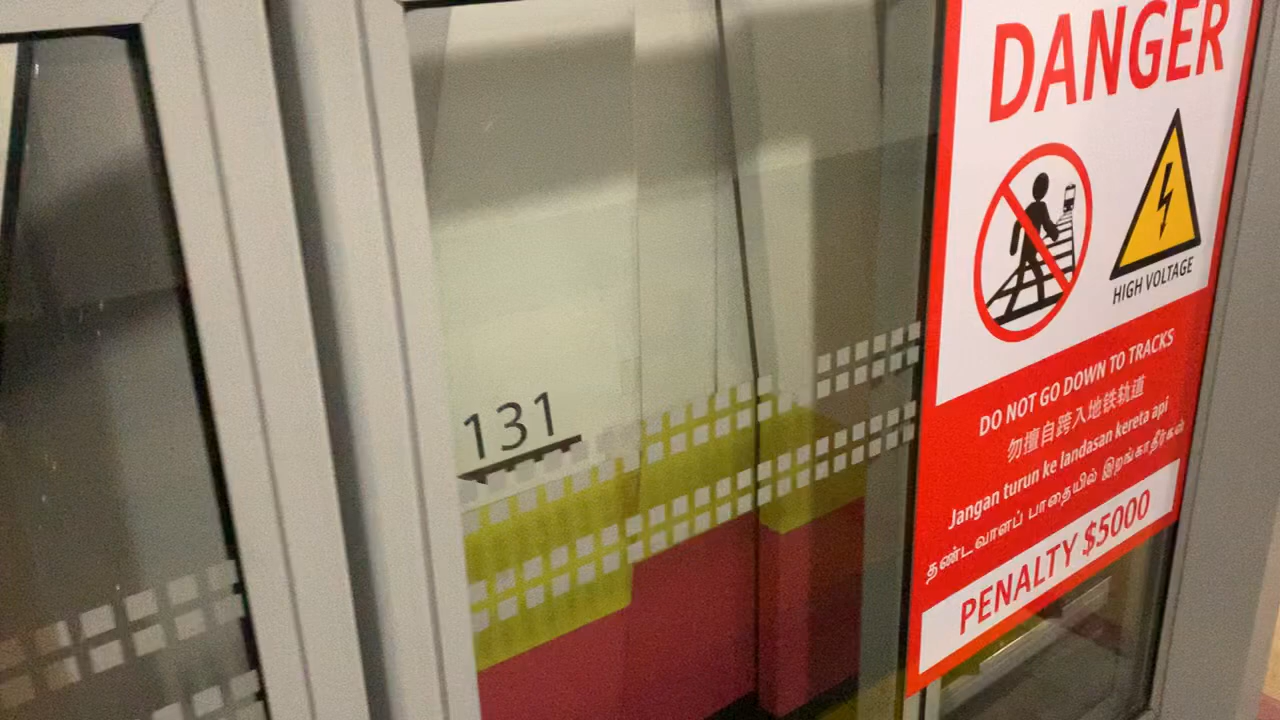 131
DANGER
HIGH VOLTAGE
DO NOT GO DOWN TO TRACKS
勿擅自跨入地铁轨道
Jangan turun ke landasan kereta api
தண்டவாளப் பாதையில் இறங்காதீர்கள்
PENALTY $5000